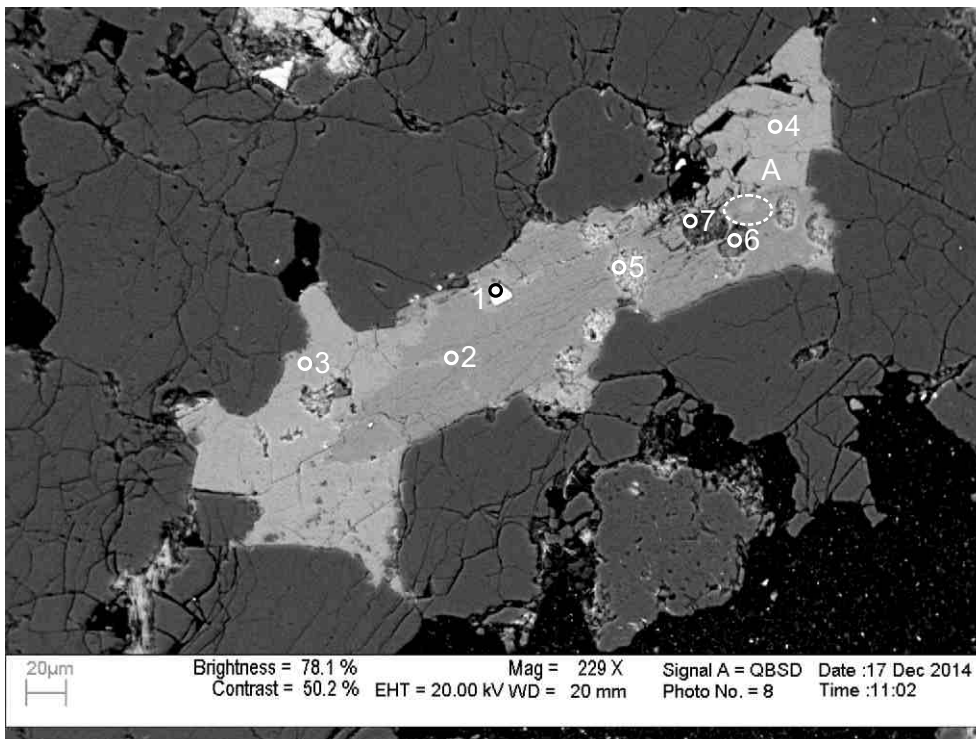 4
A
7
6
5
1
2
3
20µm
Brightness = 78.1 % Mag = 229 X Signal A = QBSD Date :17 Dec 2014
Contrast = 50.2 % EHT = 20.00 kV WD = 20 mm Photo No. = 8 Time :11:02